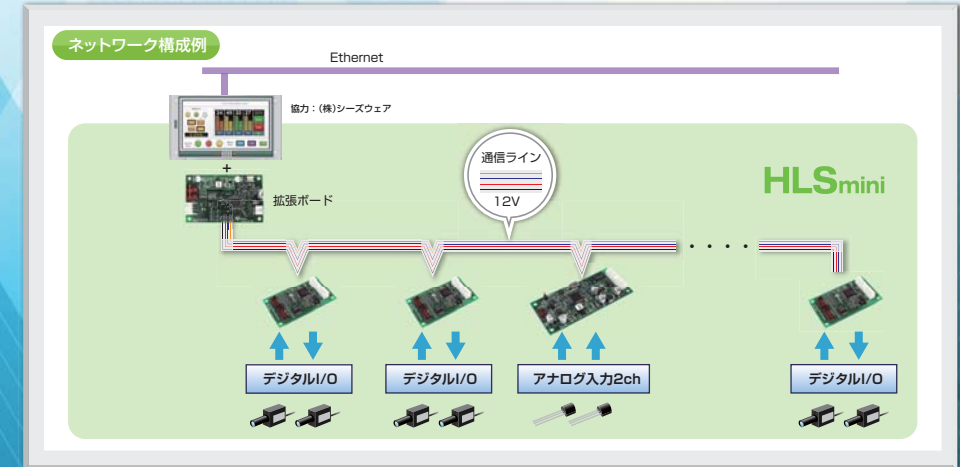 ネットワーク構成例
Ethernet
協力：(株)シーズウェア
+
拡張ボード
通信ライン
12V
HLSmini
・・・・
デジタルI/O
デジタルI/O
アナログ入力2ch
デジタルI/O